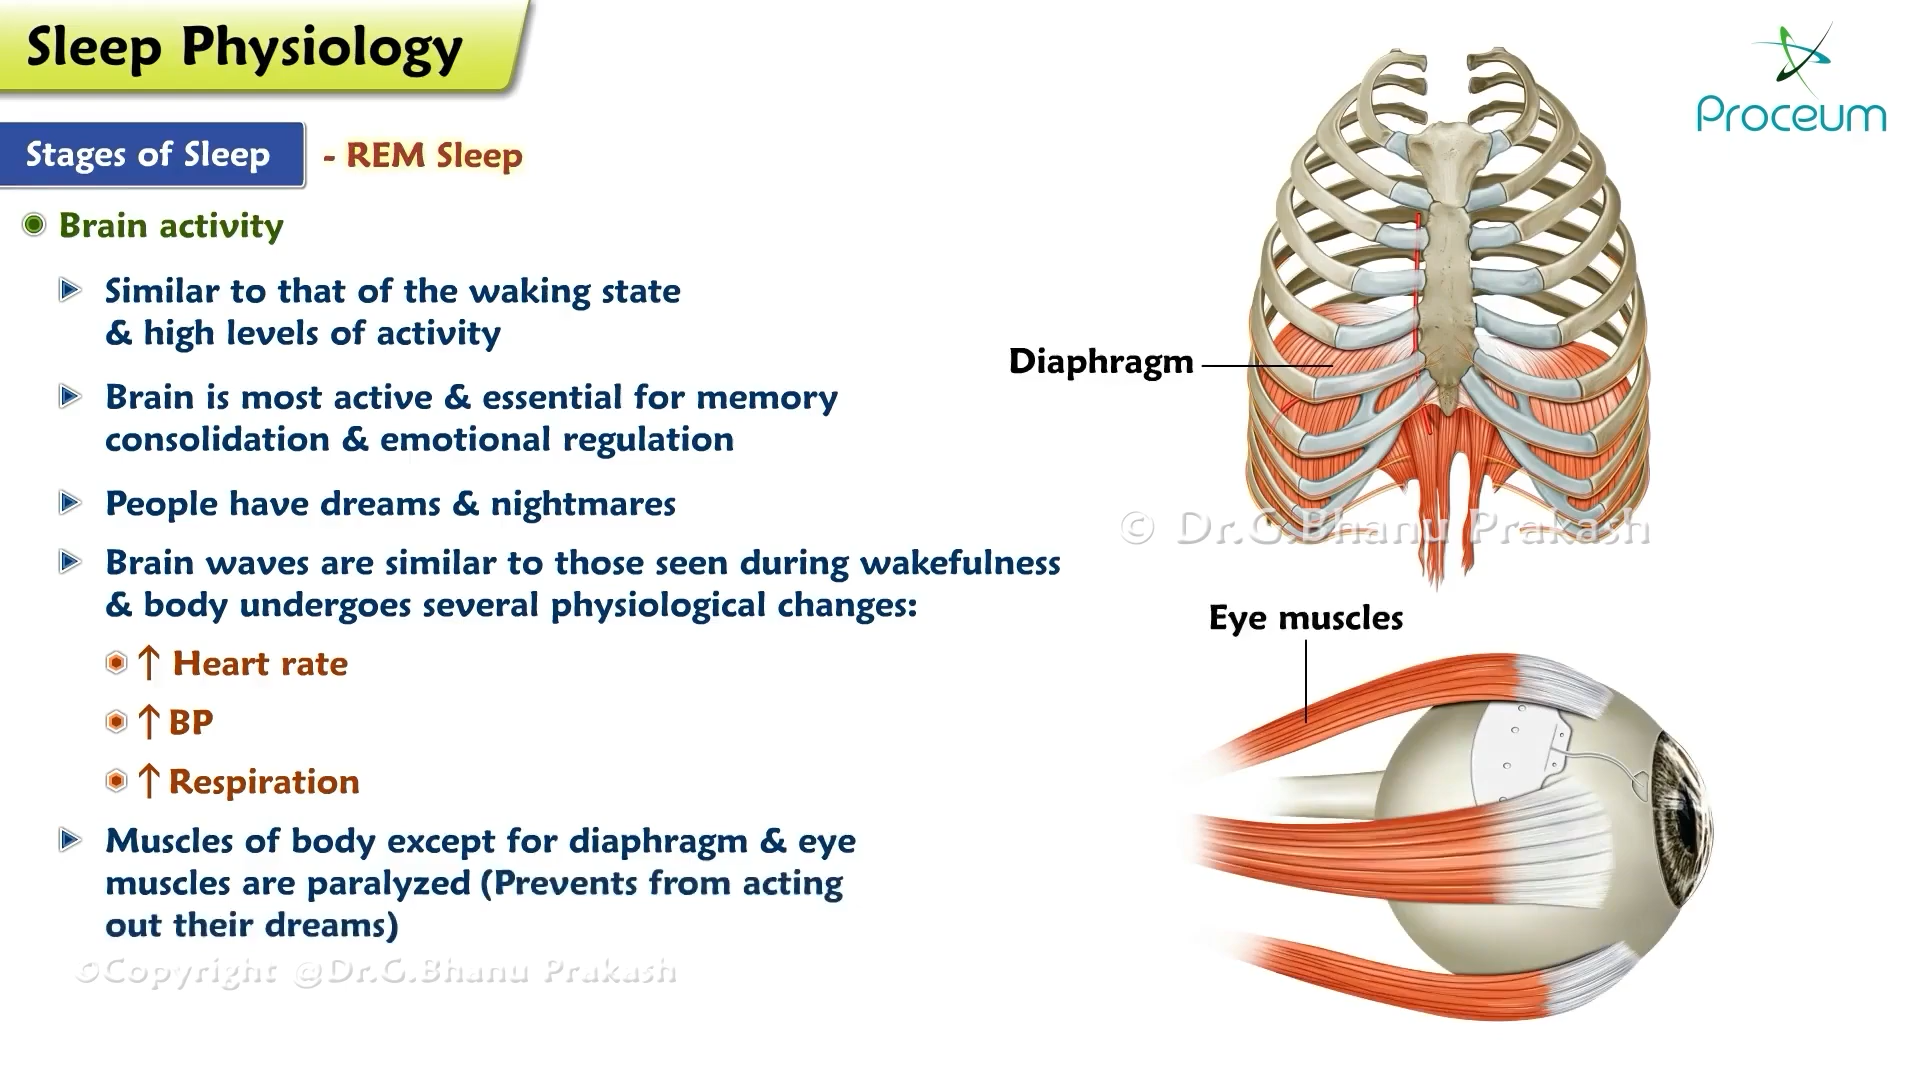 Sleep Physiology
Proceum
Stages of Sleep - REM Sleep
Brain activity
Similar to that of the waking state
& high levels of activity
Brain is most active & essential for memory
consolidation & emotional regulation
People have dreams & nightmares
Brain waves are similar to those seen during wakefulness
& body undergoes several physiological changes:
↑ Heart rate
↑ BP
↑ Respiration
Muscles of body except for diaphragm & eye
muscles are paralyzed (Prevents from acting
out their dreams)
©Copyright @Dr.G.Bhanu Prakash
Diaphragm
© Dr.G.Bhanu Prakash
Eye muscles